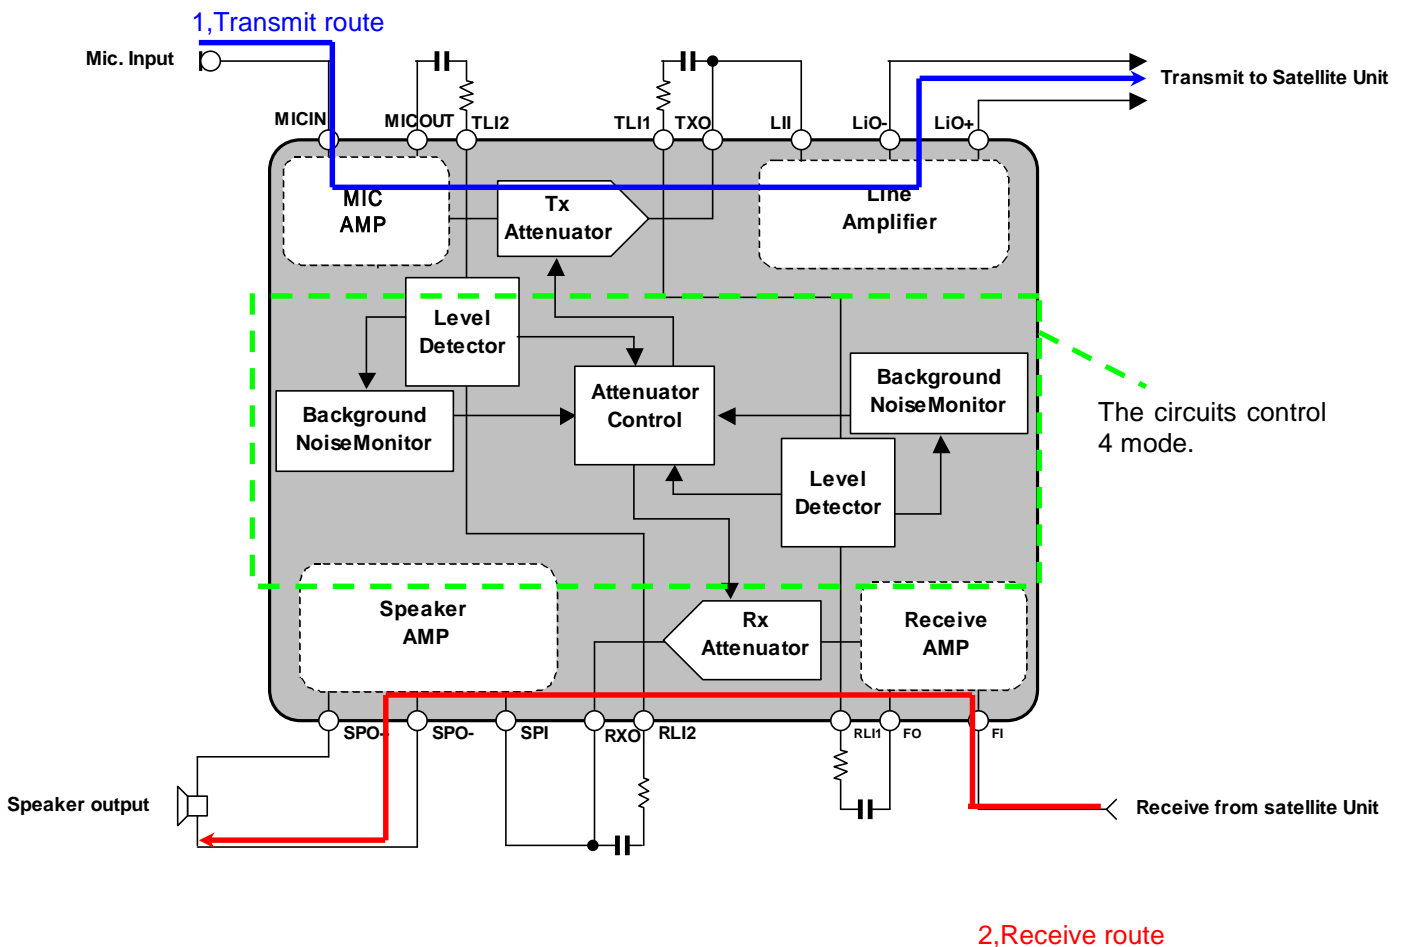 1,Transmit route
Mic. Input
Transmit to Satellite Unit
MICIN
MICOUT
TLI2
TLI1
TXO
LII
LiO-
LiO+
MIC
AMP
Tx
Attenuator
Line
Amplifier
Level
Detector
Background
NoiseMonitor
Attenuator
Control
Background
NoiseMonitor
The circuits control
4 mode.
Level
Detector
Speaker
AMP
Rx
Attenuator
Receive
AMP
SPO-
SPI
RXO
RLI2
RLI1
FO
FI
Speaker output
Receive from satellite Unit
2,Receive route